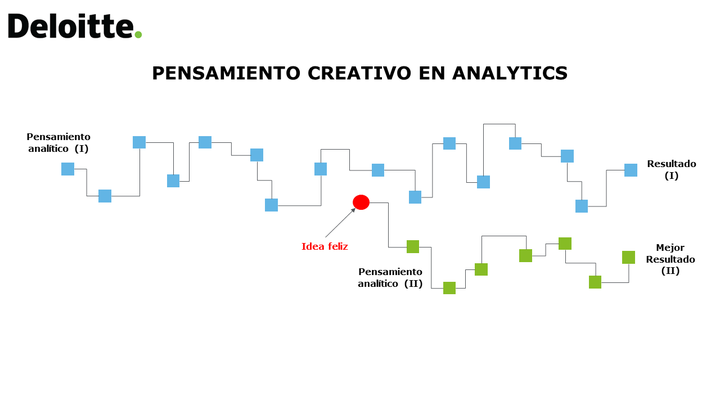 Deloitte.
PENSAMIENTO CREATIVO EN ANALYTICS
Pensamiento
analítico (I)
Resultado
(I)
Idea feliz
Pensamiento
analítico (II)
Mejor
Resultado
(II)